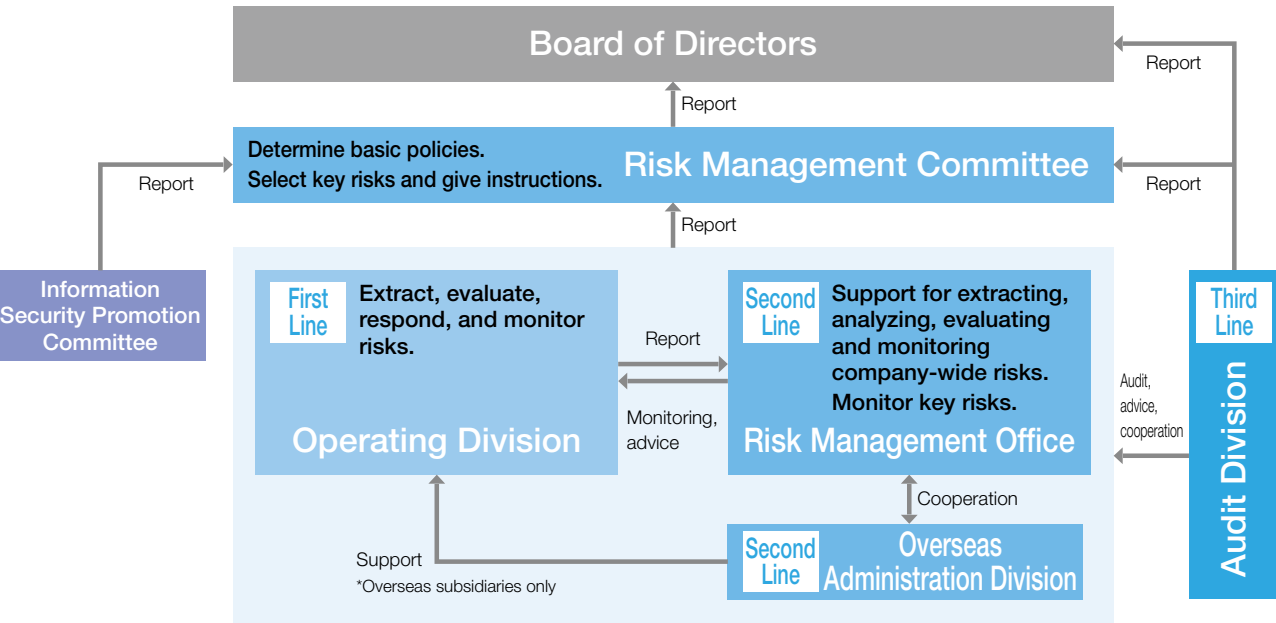 Board of Directors
Report
Report
Determine basic policies.
Select key risks and give instructions.
Risk Management Committee
Report
Report
Report
Information
Security Promotion
Committee
First
Line
Extract, evaluate,
respond, and monitor
risks.
Operating Division
Report
Monitoring,
advice
Second
Line
Support for extracting,
analyzing, evaluating
and monitoring
company-wide risks.
Monitor key risks.
Risk Management Office
Cooperation
Second
Line
Overseas
Administration Division
Support
*Overseas subsidiaries only
Audit,
advice,
cooperation
Third
Line
Audit Division